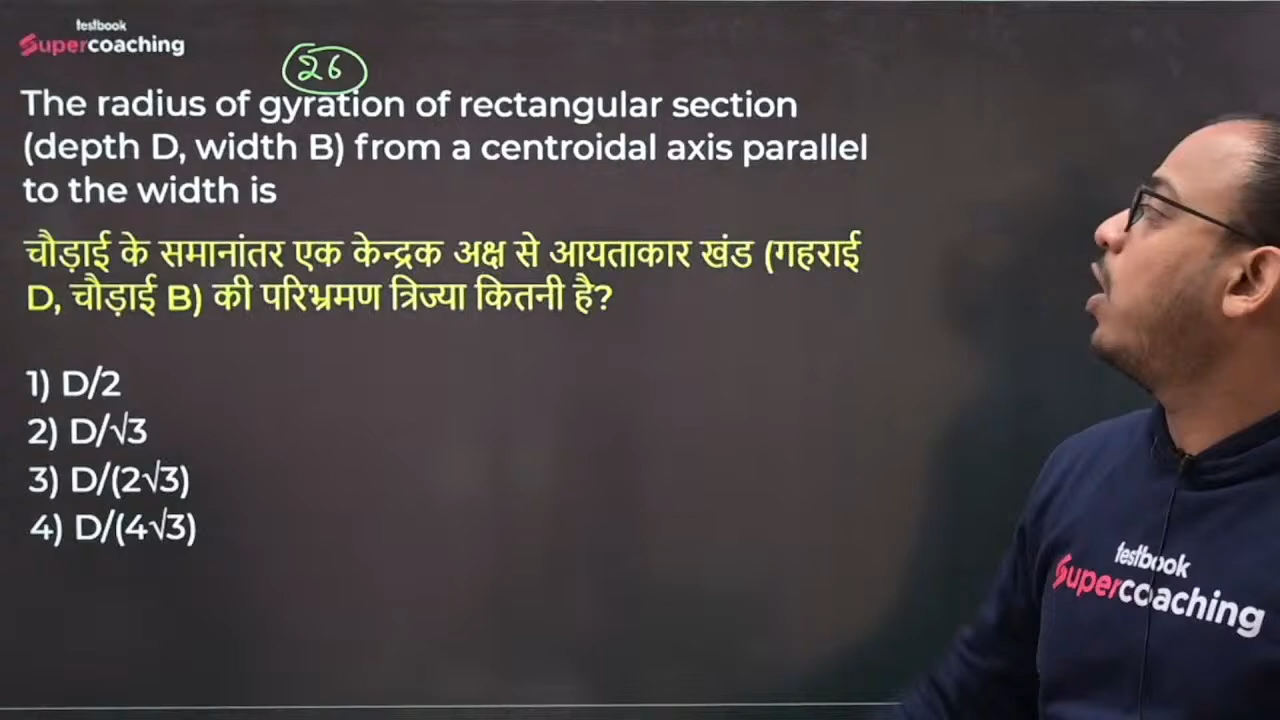 testbook
Supercoaching
26
The radius of gyration of rectangular section
(depth D, width B) from a centroidal axis parallel
to the width is
चौड़ाई के समानांतर एक केन्द्रक अक्ष से आयताकार खंड (गहराई
D, चौड़ाई B) की परिभ्रमण त्रिज्या कितनी है?
1) D/2
2) D/√3
3) D/(2√3)
4) D/(4√3)
testbook
Supercoaching